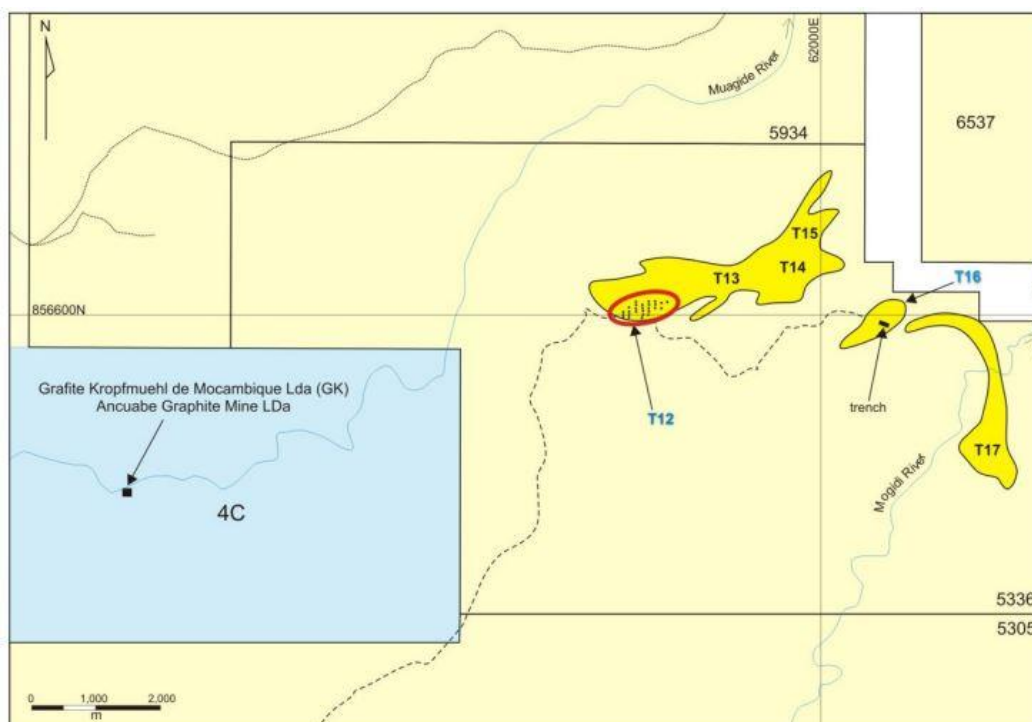 N
Muagide River
62000E
5934
6537
T15
T13
T14
T16
856600N
Grafite Kropfmuehl de Mocambique Lda (GK)
Ancuabe Graphite Mine LDa
T12
trench
T17
Mogidi River
4C
5336
5305
0 1,000 2,000
m